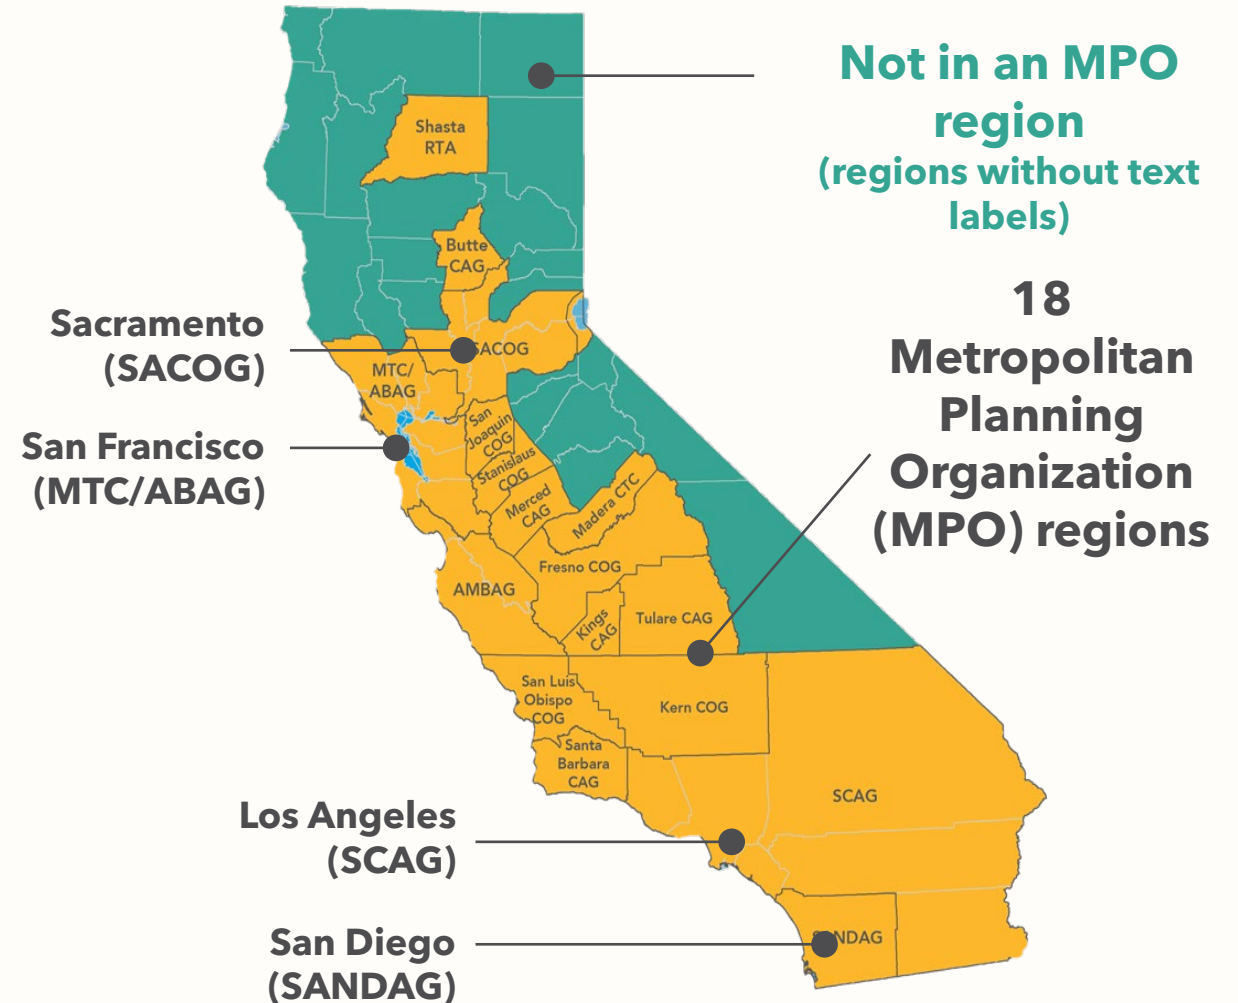 Not in an MPO
region
(regions without text
labels)
18
Metropolitan
Planning
Organization
(MPO) regions
Sacramento
(SACOG)
San Francisco
(MTC/ABAG)
Los Angeles
(SCAG)
San Diego
(SANDAG)
Shasta
RTA
Butte
CAG
SACOG
MTC/
ABAG
San
Joaquin
COG
Stanislaus
COG
Merced
CAG
Madera CTC
Fresno COG
AMBAG
Kings
CAG
Tulare CAG
San Luis
Obispo
COG
Kern COG
Santa
Barbara
CAG
SCAG
SANDAG